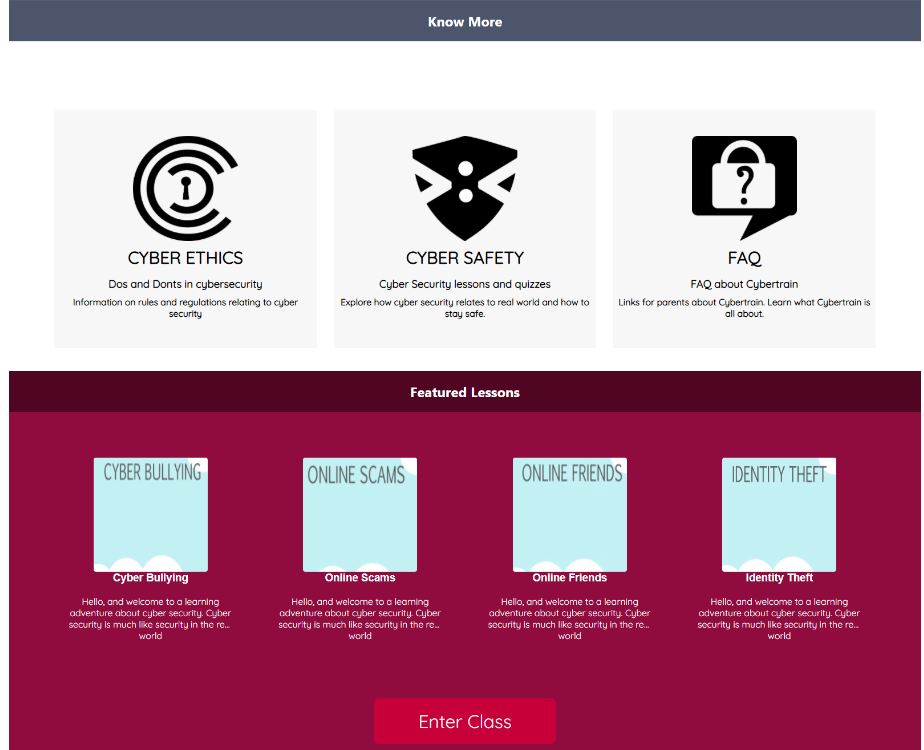 Know More
CYBER ETHICS
Dos and Donts in cybersecurity
Information on rules and regulations relating to cyber
security
CYBER SAFETY
Cyber Security lessons and quizzes
Explore how cyber security relates to real world and how to
stay safe.
?
FAQ
FAQ about Cybertrain
Links for parents about Cybertrain. Learn what Cybertrain is
all about.
Featured Lessons
CYBER BULLYING
Cyber Bullying
Hello, and welcome to a learning
adventure about cyber security. Cyber
security is much like security in the re...
world
ONLINE SCAMS
Online Scams
Hello, and welcome to a learning
adventure about cyber security. Cyber
security is much like security in the re...
world
ONLINE FRIENDS
Online Friends
Hello, and welcome to a learning
adventure about cyber security. Cyber
security is much like security in the re...
world
IDENTITY THEFT
Identity Theft
Hello, and welcome to a learning
adventure about cyber security. Cyber
security is much like security in the re...
world
Enter Class